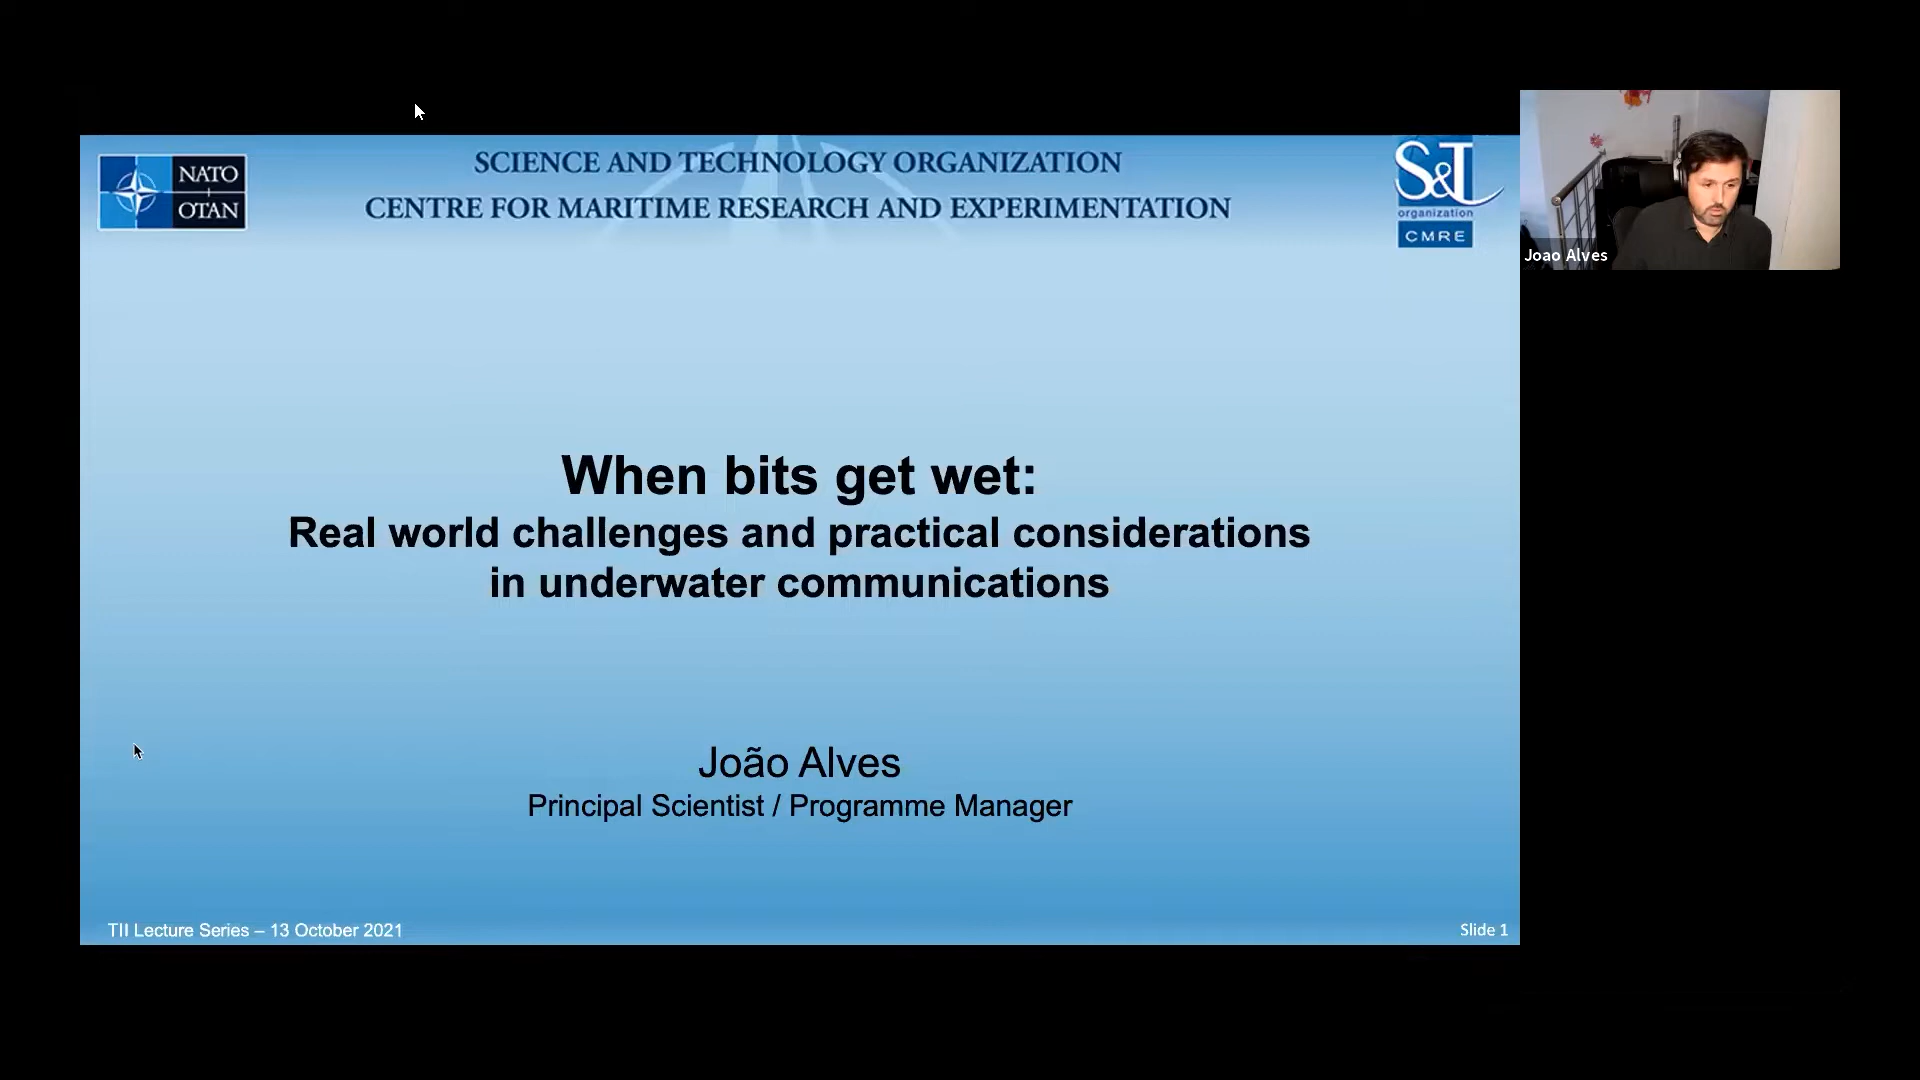 NATO
OTAN
SCIENCE AND TECHNOLOGY ORGANIZATION
CENTRE FOR MARITIME RESEARCH AND EXPERIMENTATION
S&T
organization
CMRE
Joao Alves
When bits get wet:
Real world challenges and practical considerations
in underwater communications
João Alves
Principal Scientist / Programme Manager
TII Lecture Series – 13 October 2021
Slide 1